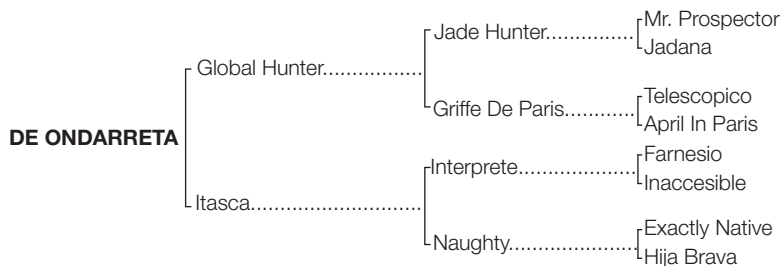 Mr. Prospector
Jade Hunter...............
Jadana
Global Hunter..................
Telescopico
Griffe De Paris............
April In Paris
DE ONDARRETA
Farnesio
Interprete....................
Inaccesible
Itasca...............................
Exactly Native
Naughty......................
Hija Brava